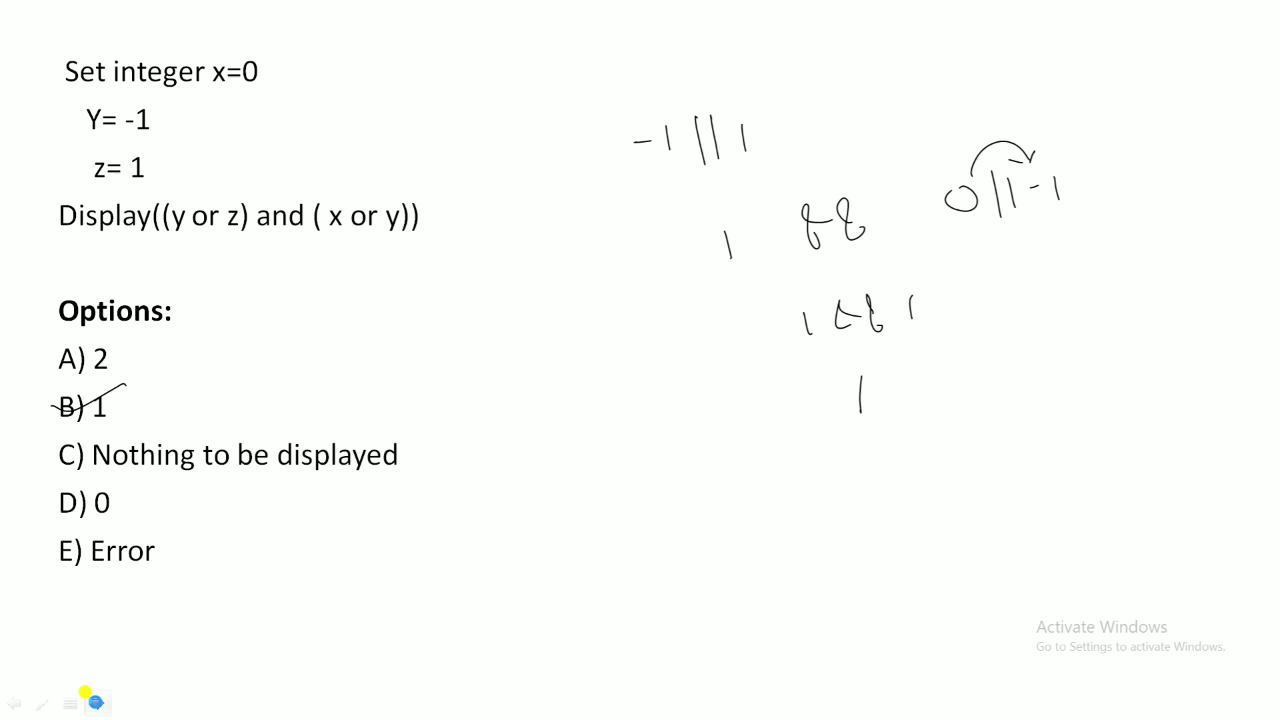 Set integer x=0
Y= -1
z= 1
Display((y or z) and ( x or y))
Options:
A) 2
B) 1
C) Nothing to be displayed
D) 0
E) Error
-1 || 1
0 || -1
1 &&
1 && 1
1
Activate Windows
Go to Settings to activate Windows.